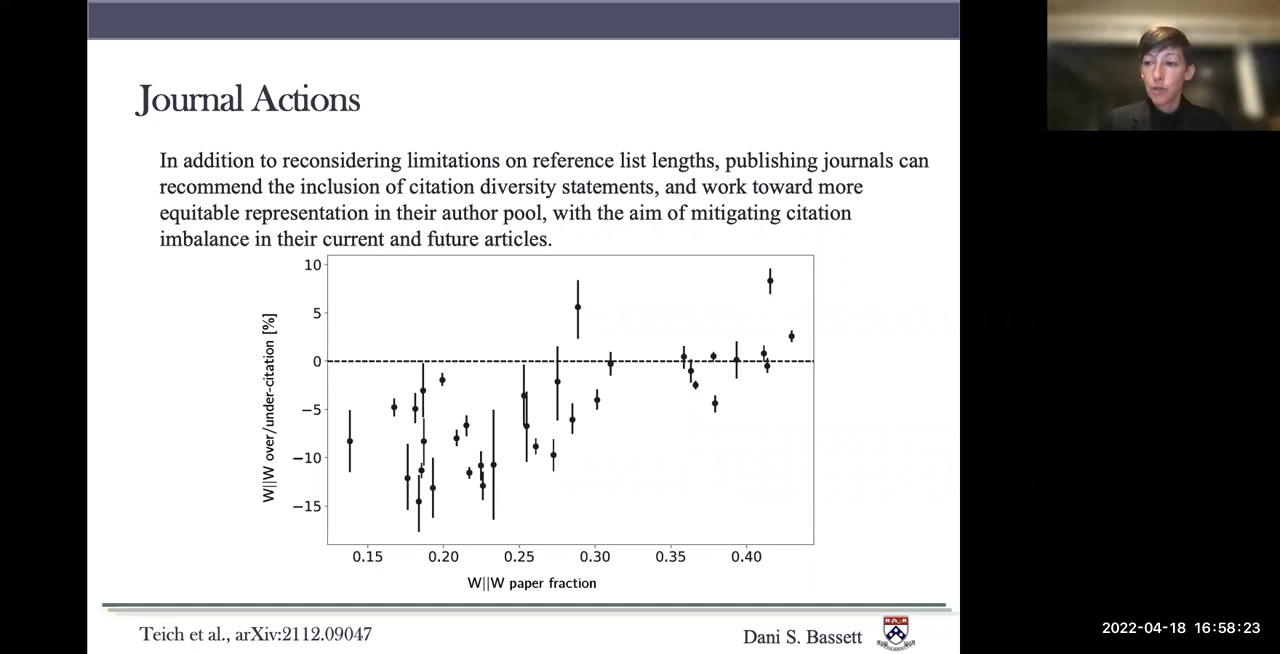 Journal Actions
In addition to reconsidering limitations on reference list lengths, publishing journals can
recommend the inclusion of citation diversity statements, and work toward more
equitable representation in their author pool, with the aim of mitigating citation
imbalance in their current and future articles.
10
5
0
−5
−10
−15
W||W over/under-citation [%]
0.15 0.20 0.25 0.30 0.35 0.40
W||W paper fraction
Teich et al., arXiv:2112.09047
Dani S. Bassett
2022-04-18 16:58:23